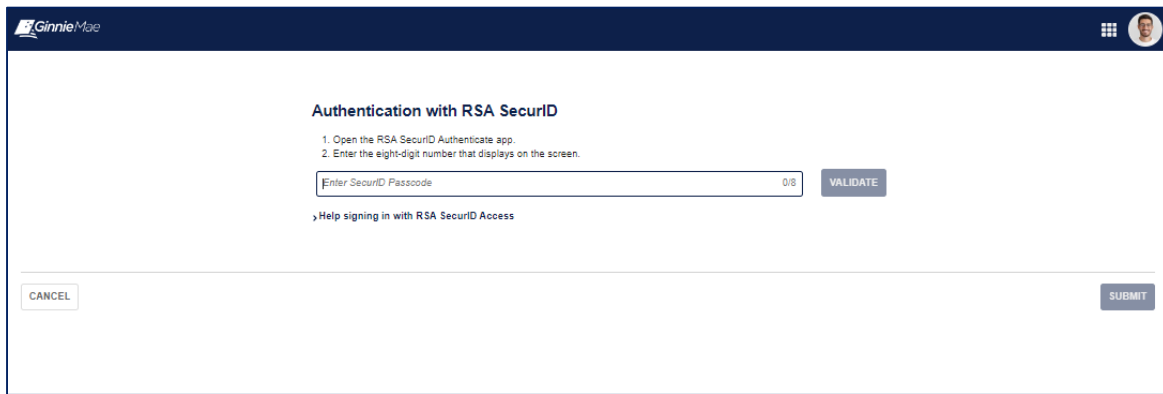 GinnieMae
Authentication with RSA SecurID
1. Open the RSA SecurID Authenticate app.
2. Enter the eight-digit number that displays on the screen.
Enter SecurID Passcode 0/8 VALIDATE
Help signing in with RSA SecurID Access
CANCEL SUBMIT